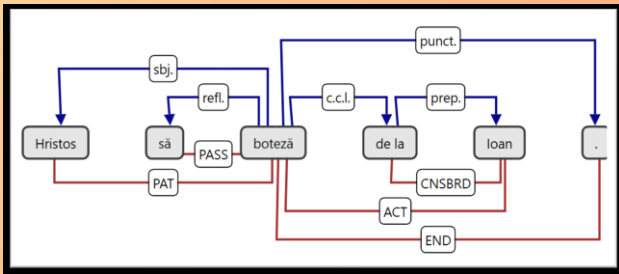 punct.
sbj.
refl. c.c.l. prep.
Hristos să boteză de la Ioan .
PASS
PAT CNSBRD
ACT
END